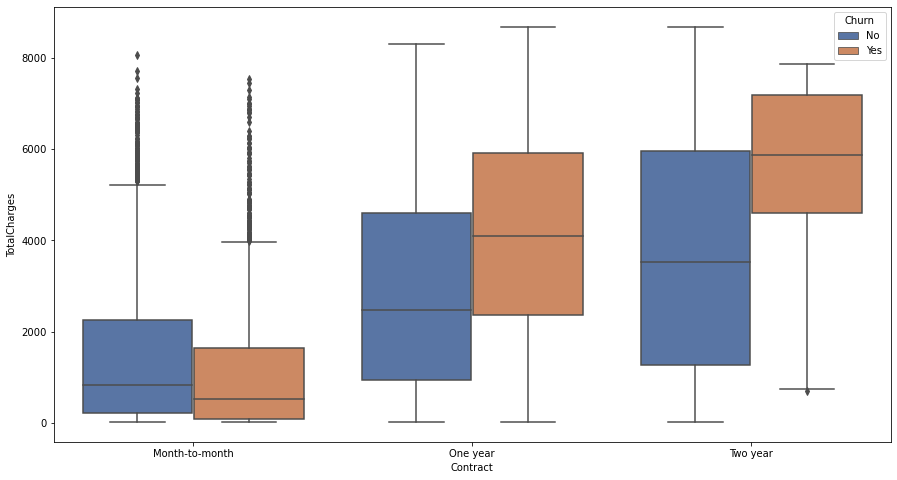 Churn
No
Yes
8000
6000
4000
2000
0
TotalCharges
Month-to-month
One year
Two year
Contract